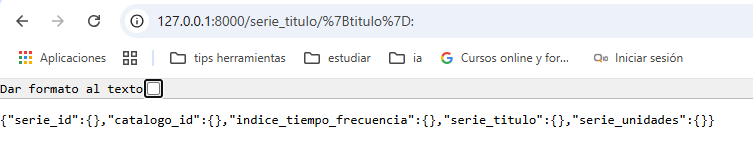 127.0.0.1:8000/serie_titulo/%7Btitulo%7D:
Aplicaciones tips herramientas estudiar ia Cursos online y for... Iniciar sesión
Dar formato al texto
{"serie_id":{},"catalogo_id":{},"indice_tiempo_frecuencia":{},"serie_titulo":{},"serie_unidades":{}}